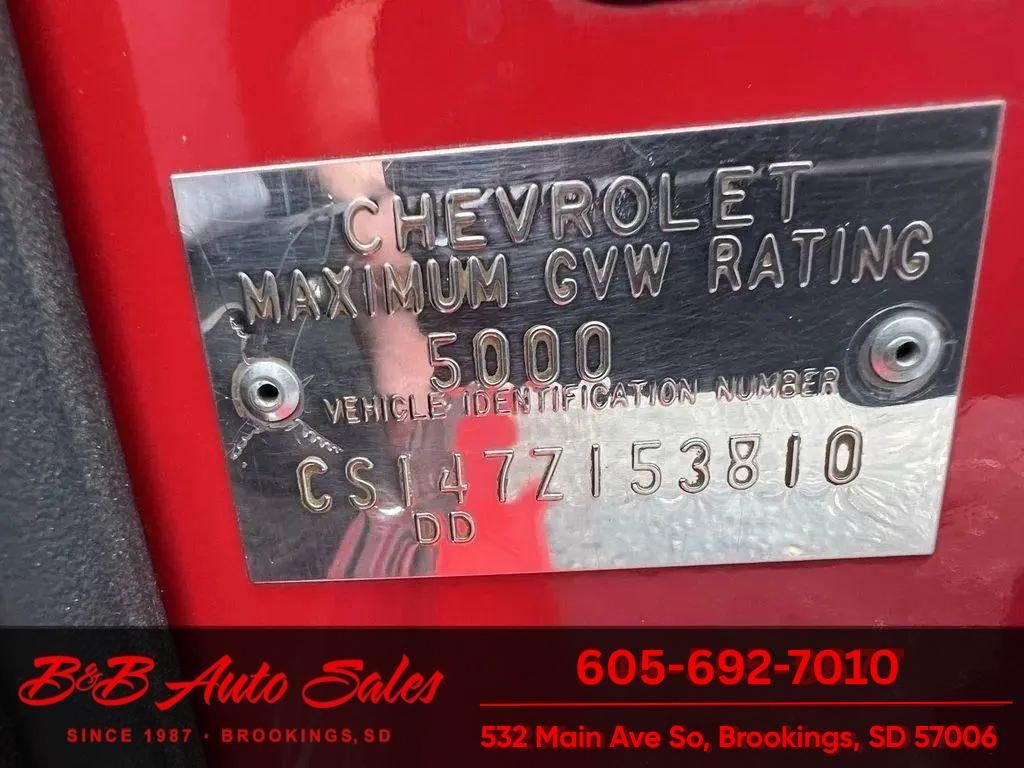 CHEVROLET
MAXIMUM GVW RATING
5000
VEHICLE IDENTIFICATION NUMBER
CS147Z153810
DD
B&B Auto Sales
SINCE 1987 · BROOKINGS, SD
605-692-7010
532 Main Ave So, Brookings, SD 57006